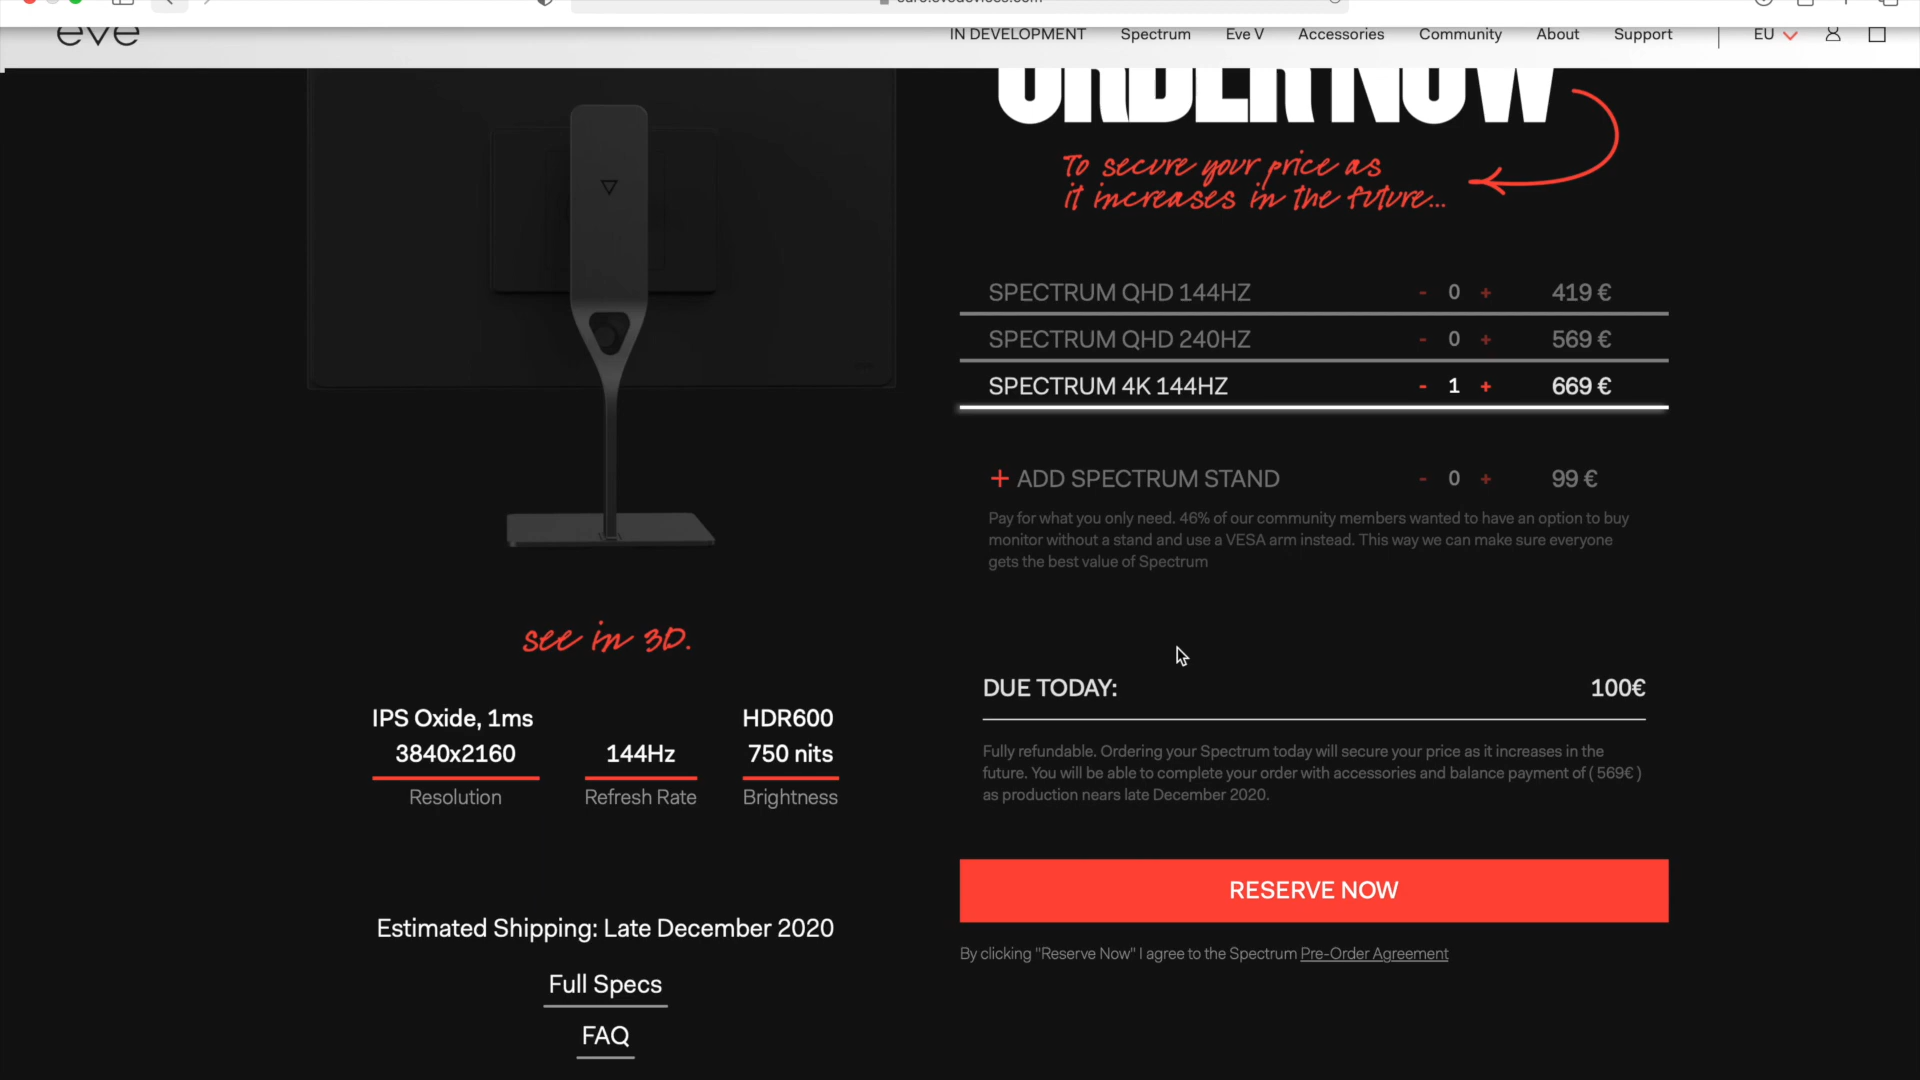 eve
IN DEVELOPMENT
Spectrum
Eve V
Accessories
Community
About
Support
EU
ORDER NOW
To secure your price as
it increases in the future...
SPECTRUM QHD 144HZ - 0 + 419 €
SPECTRUM QHD 240HZ - 0 + 569 €
SPECTRUM 4K 144HZ - 1 + 669 €
+ ADD SPECTRUM STAND - 0 + 99 €
Pay for what you only need. 46% of our community members wanted to have an option to buy
monitor without a stand and use a VESA arm instead. This way we can make sure everyone
gets the best value of Spectrum
see in 3D.
IPS Oxide, 1ms
3840x2160
Resolution
144Hz
Refresh Rate
HDR600
750 nits
Brightness
Estimated Shipping: Late December 2020
Full Specs
FAQ
DUE TODAY: 100€
Fully refundable. Ordering your Spectrum today will secure your price as it increases in the
future. You will be able to complete your order with accessories and balance payment of ( 569€ )
as production nears late December 2020.
RESERVE NOW
By clicking "Reserve Now" I agree to the Spectrum Pre-Order Agreement